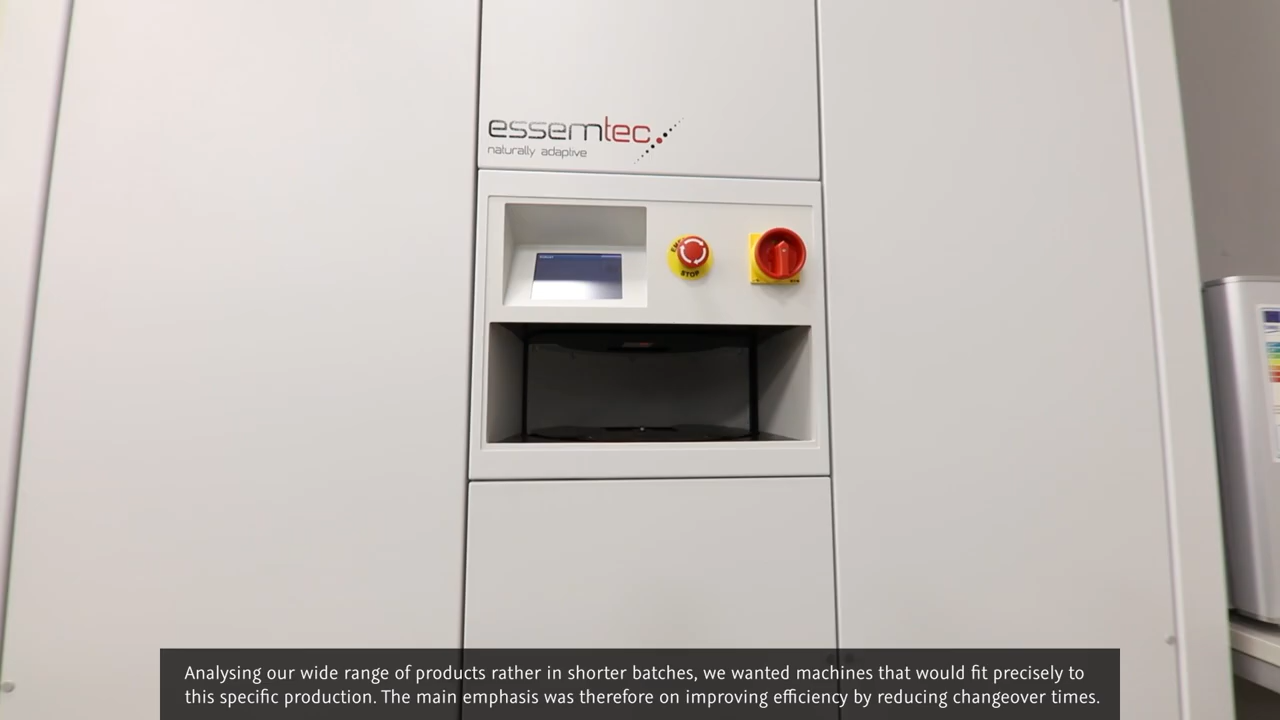 essemtec
naturally adaptive
STOP
Analysing our wide range of products rather in shorter batches, we wanted machines that would fit precisely to
this specific production. The main emphasis was therefore on improving efficiency by reducing changeover times.